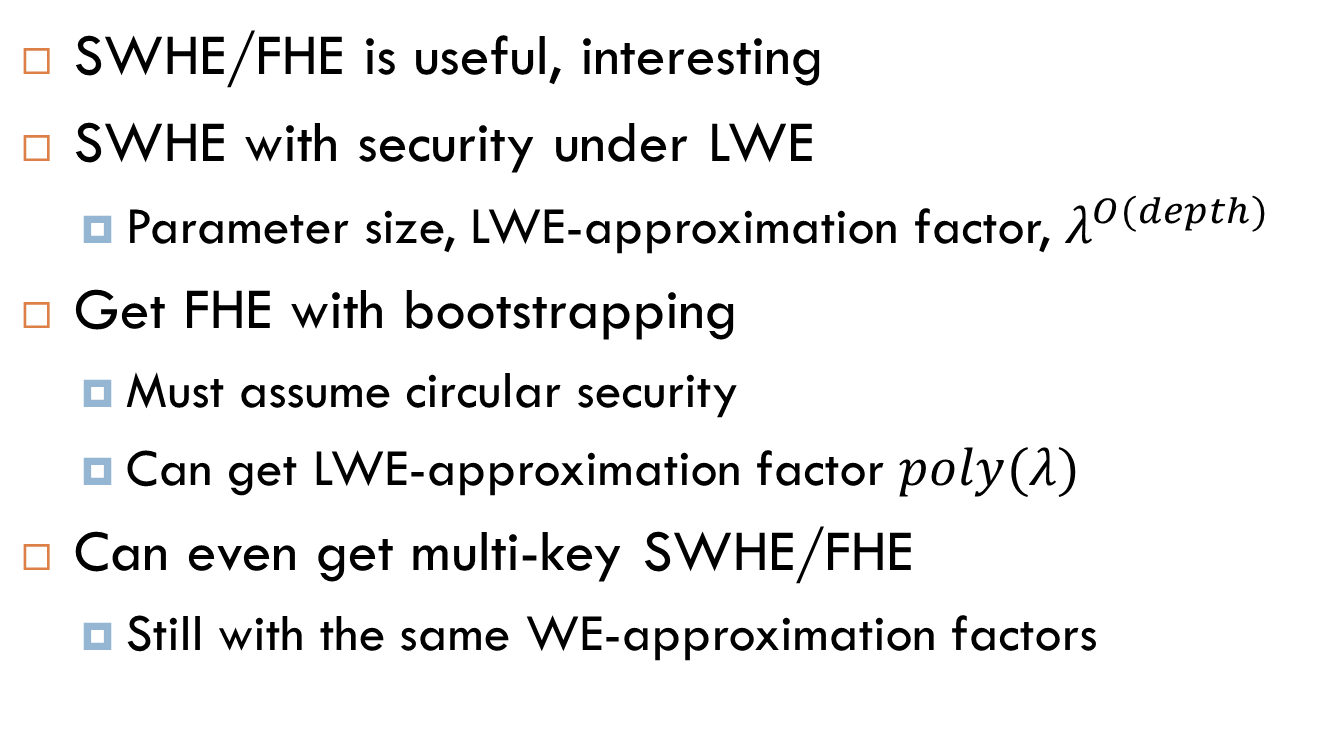 SWHE/FHE is useful, interesting
SWHE with security under LWE
Parameter size, LWE-approximation factor, λ^{O(depth)}
Get FHE with bootstrapping
Must assume circular security
Can get LWE-approximation factor poly(λ)
Can even get multi-key SWHE/FHE
Still with the same WE-approximation factors